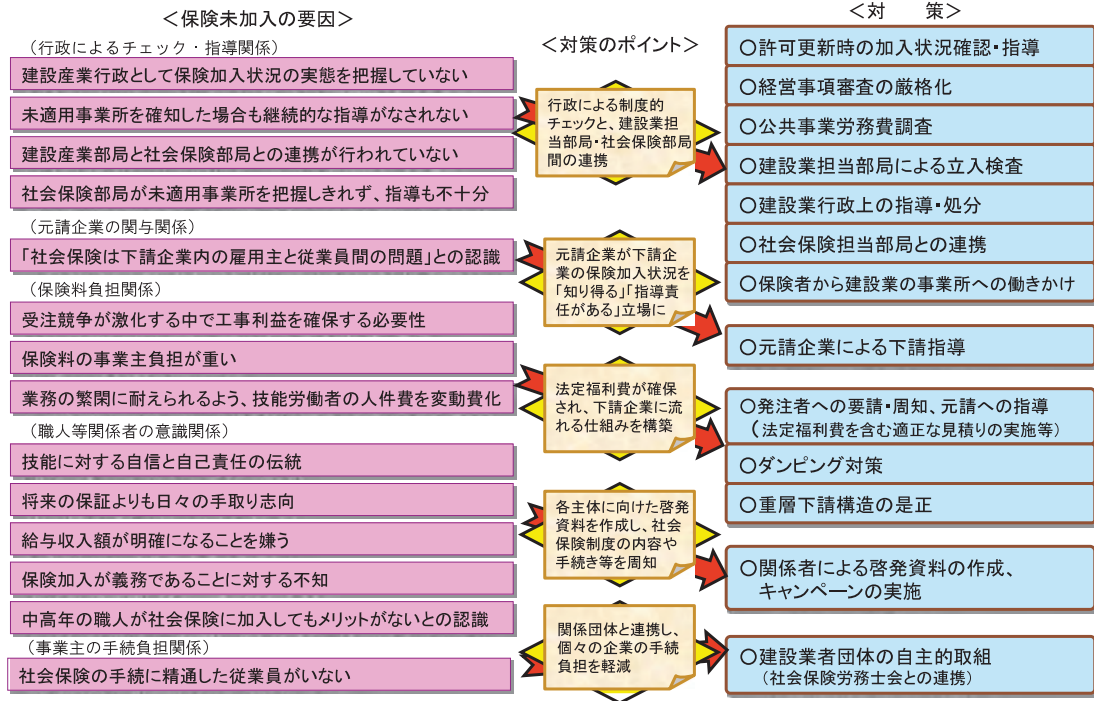 ＜保険未加入の要因＞
（行政によるチェック・指導関係）
建設産業行政として保険加入状況の実態を把握していない
未適用事業所を確知した場合も継続的な指導がなされない
建設産業部局と社会保険部局との連携が行われていない
社会保険部局が未適用事業所を把握しきれず、指導も不十分
（元請企業の関与関係）
「社会保険は下請企業内の雇用主と従業員間の問題」との認識
（保険料負担関係）
受注競争が激化する中で工事利益を確保する必要性
保険料の事業主負担が重い
業務の繁閑に耐えられるよう、技能労働者の人件費を変動費化
（職人等関係者の意識関係）
技能に対する自信と自己責任の伝統
将来の保証よりも日々の手取り志向
給与収入額が明確になることを嫌う
保険加入が義務であることに対する不知
中高年の職人が社会保険に加入してもメリットがないとの認識
（事業主の手続負担関係）
社会保険の手続に精通した従業員がいない
＜対策のポイント＞
行政による制度的
チェックと、建設業担
当部局・社会保険部局
間の連携
元請企業が下請企
業の保険加入状況を
「知り得る」「指導責
任がある」立場に
法定福利費が確保
され、下請企業に流
れる仕組みを構築
各主体に向けた啓発
資料を作成し、社会
保険制度の内容や
手続き等を周知
関係団体と連携し、
個々の企業の手続
負担を軽減
＜対　　策＞
○許可更新時の加入状況確認・指導
○経営事項審査の厳格化
○公共事業労務費調査
○建設業担当部局による立入検査
○建設業行政上の指導・処分
○社会保険担当部局との連携
○保険者から建設業の事業所への働きかけ
○元請企業による下請指導
○発注者への要請・周知、元請への指導
（法定福利費を含む適正な見積りの実施等）
○ダンピング対策
○重層下請構造の是正
○関係者による啓発資料の作成、
キャンペーンの実施
○建設業者団体の自主的取組
（社会保険労務士会との連携）